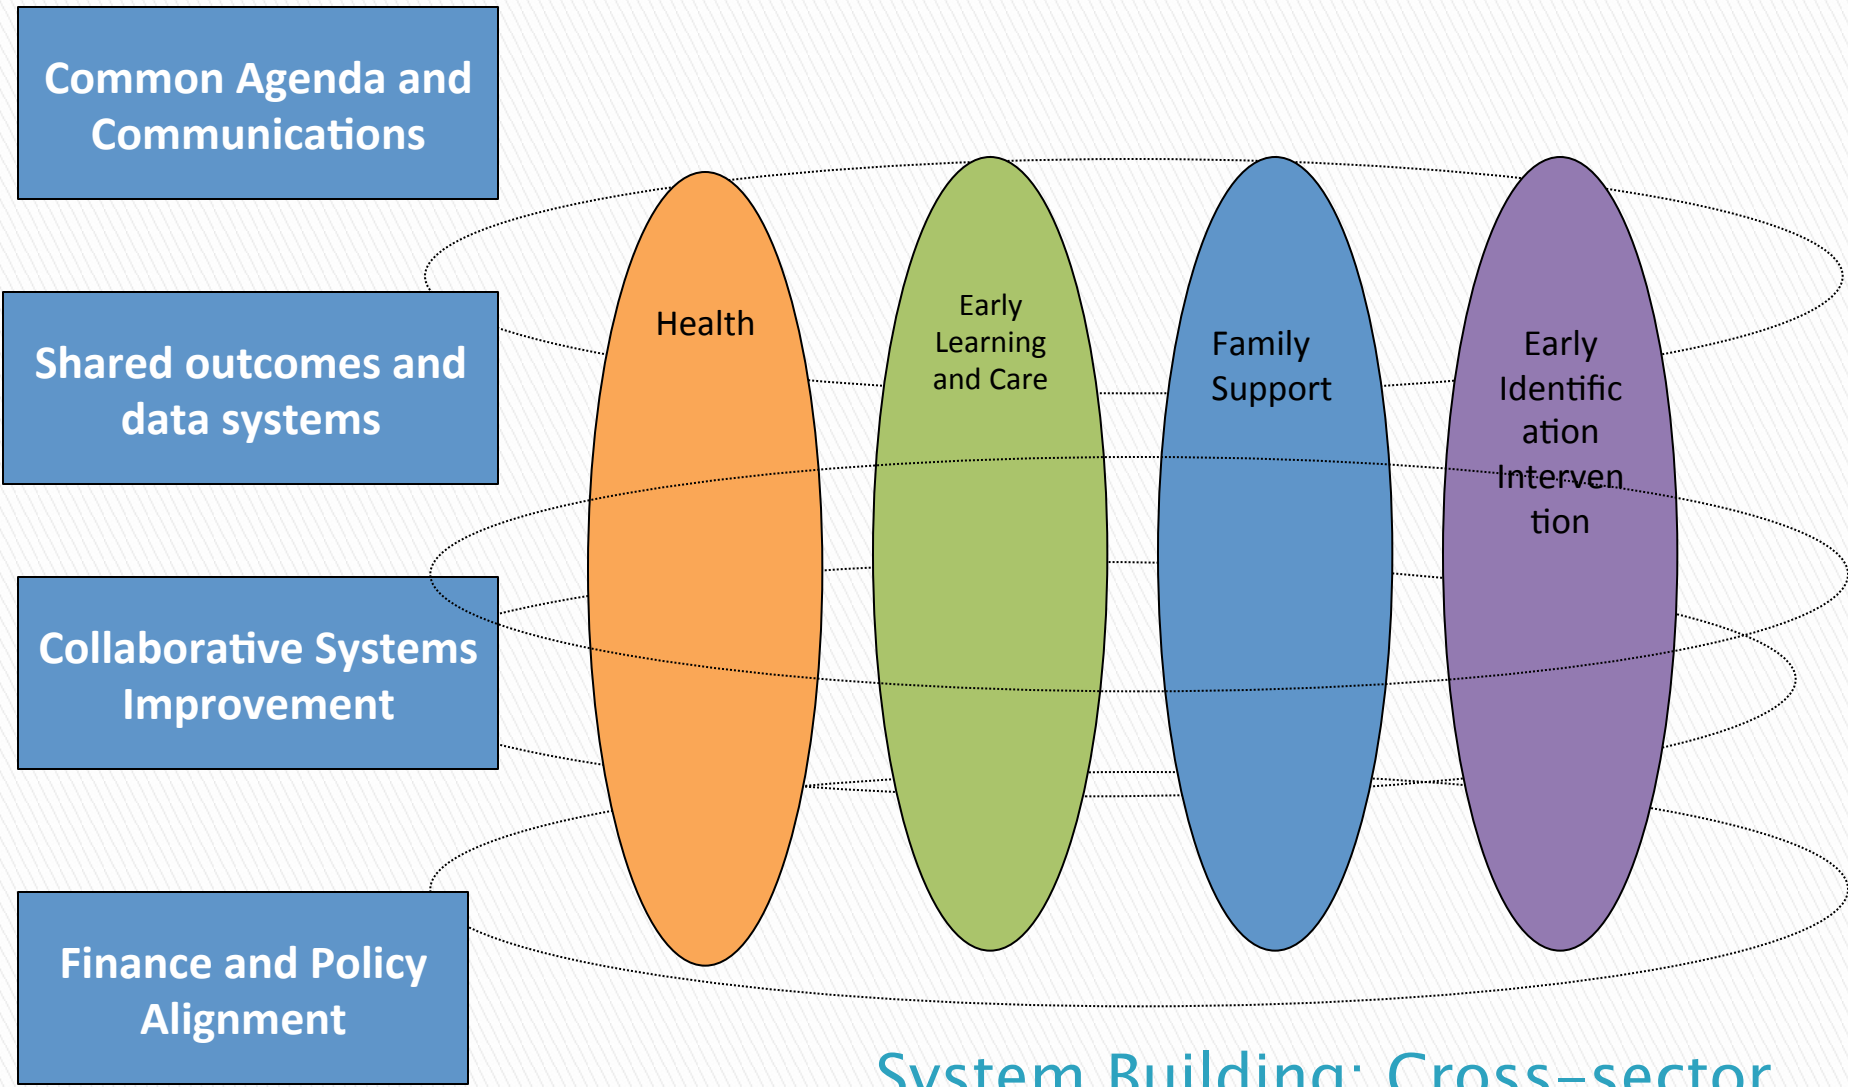 Common Agenda and
Communications
Shared outcomes and
data systems
Collaborative Systems
Improvement
Finance and Policy
Alignment
Health
Early
Learning
and Care
Family
Support
Early
Identific
ation
Interven
tion
System Building: Cross-sector